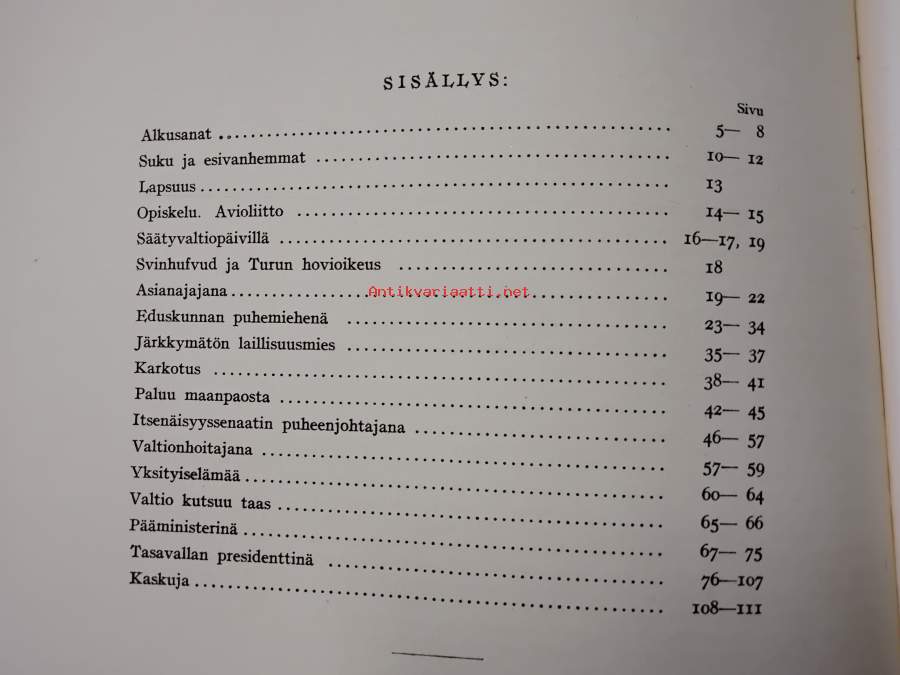 SISÄLLYS:
Sivu
Alkusanat .......... 5— 8
Suku ja esivanhemmat .......... 10— 12
Lapsuus .......... 13
Opiskelu. Avioliitto .......... 14— 15
Säätyvaltiopäivillä .......... 16—17, 19
Svinhufvud ja Turun hovioikeus .......... 18
Asianajajana .......... 19— 22
Antikvariaatti.net
Eduskunnan puhemiehenä .......... 23— 34
Järkkymätön laillisuusmies .......... 35— 37
Karkotus .......... 38— 41
Paluu maanpaosta .......... 42— 45
Itsenäisyyssenaatin puheenjohtajana .......... 46— 57
Valtionhoitajana .......... 57— 59
Yksityiselämää .......... 60— 64
Valtio kutsuu taas .......... 65— 66
Pääministerinä .......... 67— 75
Tasavallan presidenttinä .......... 76—107
Kaskuja .......... 108—111